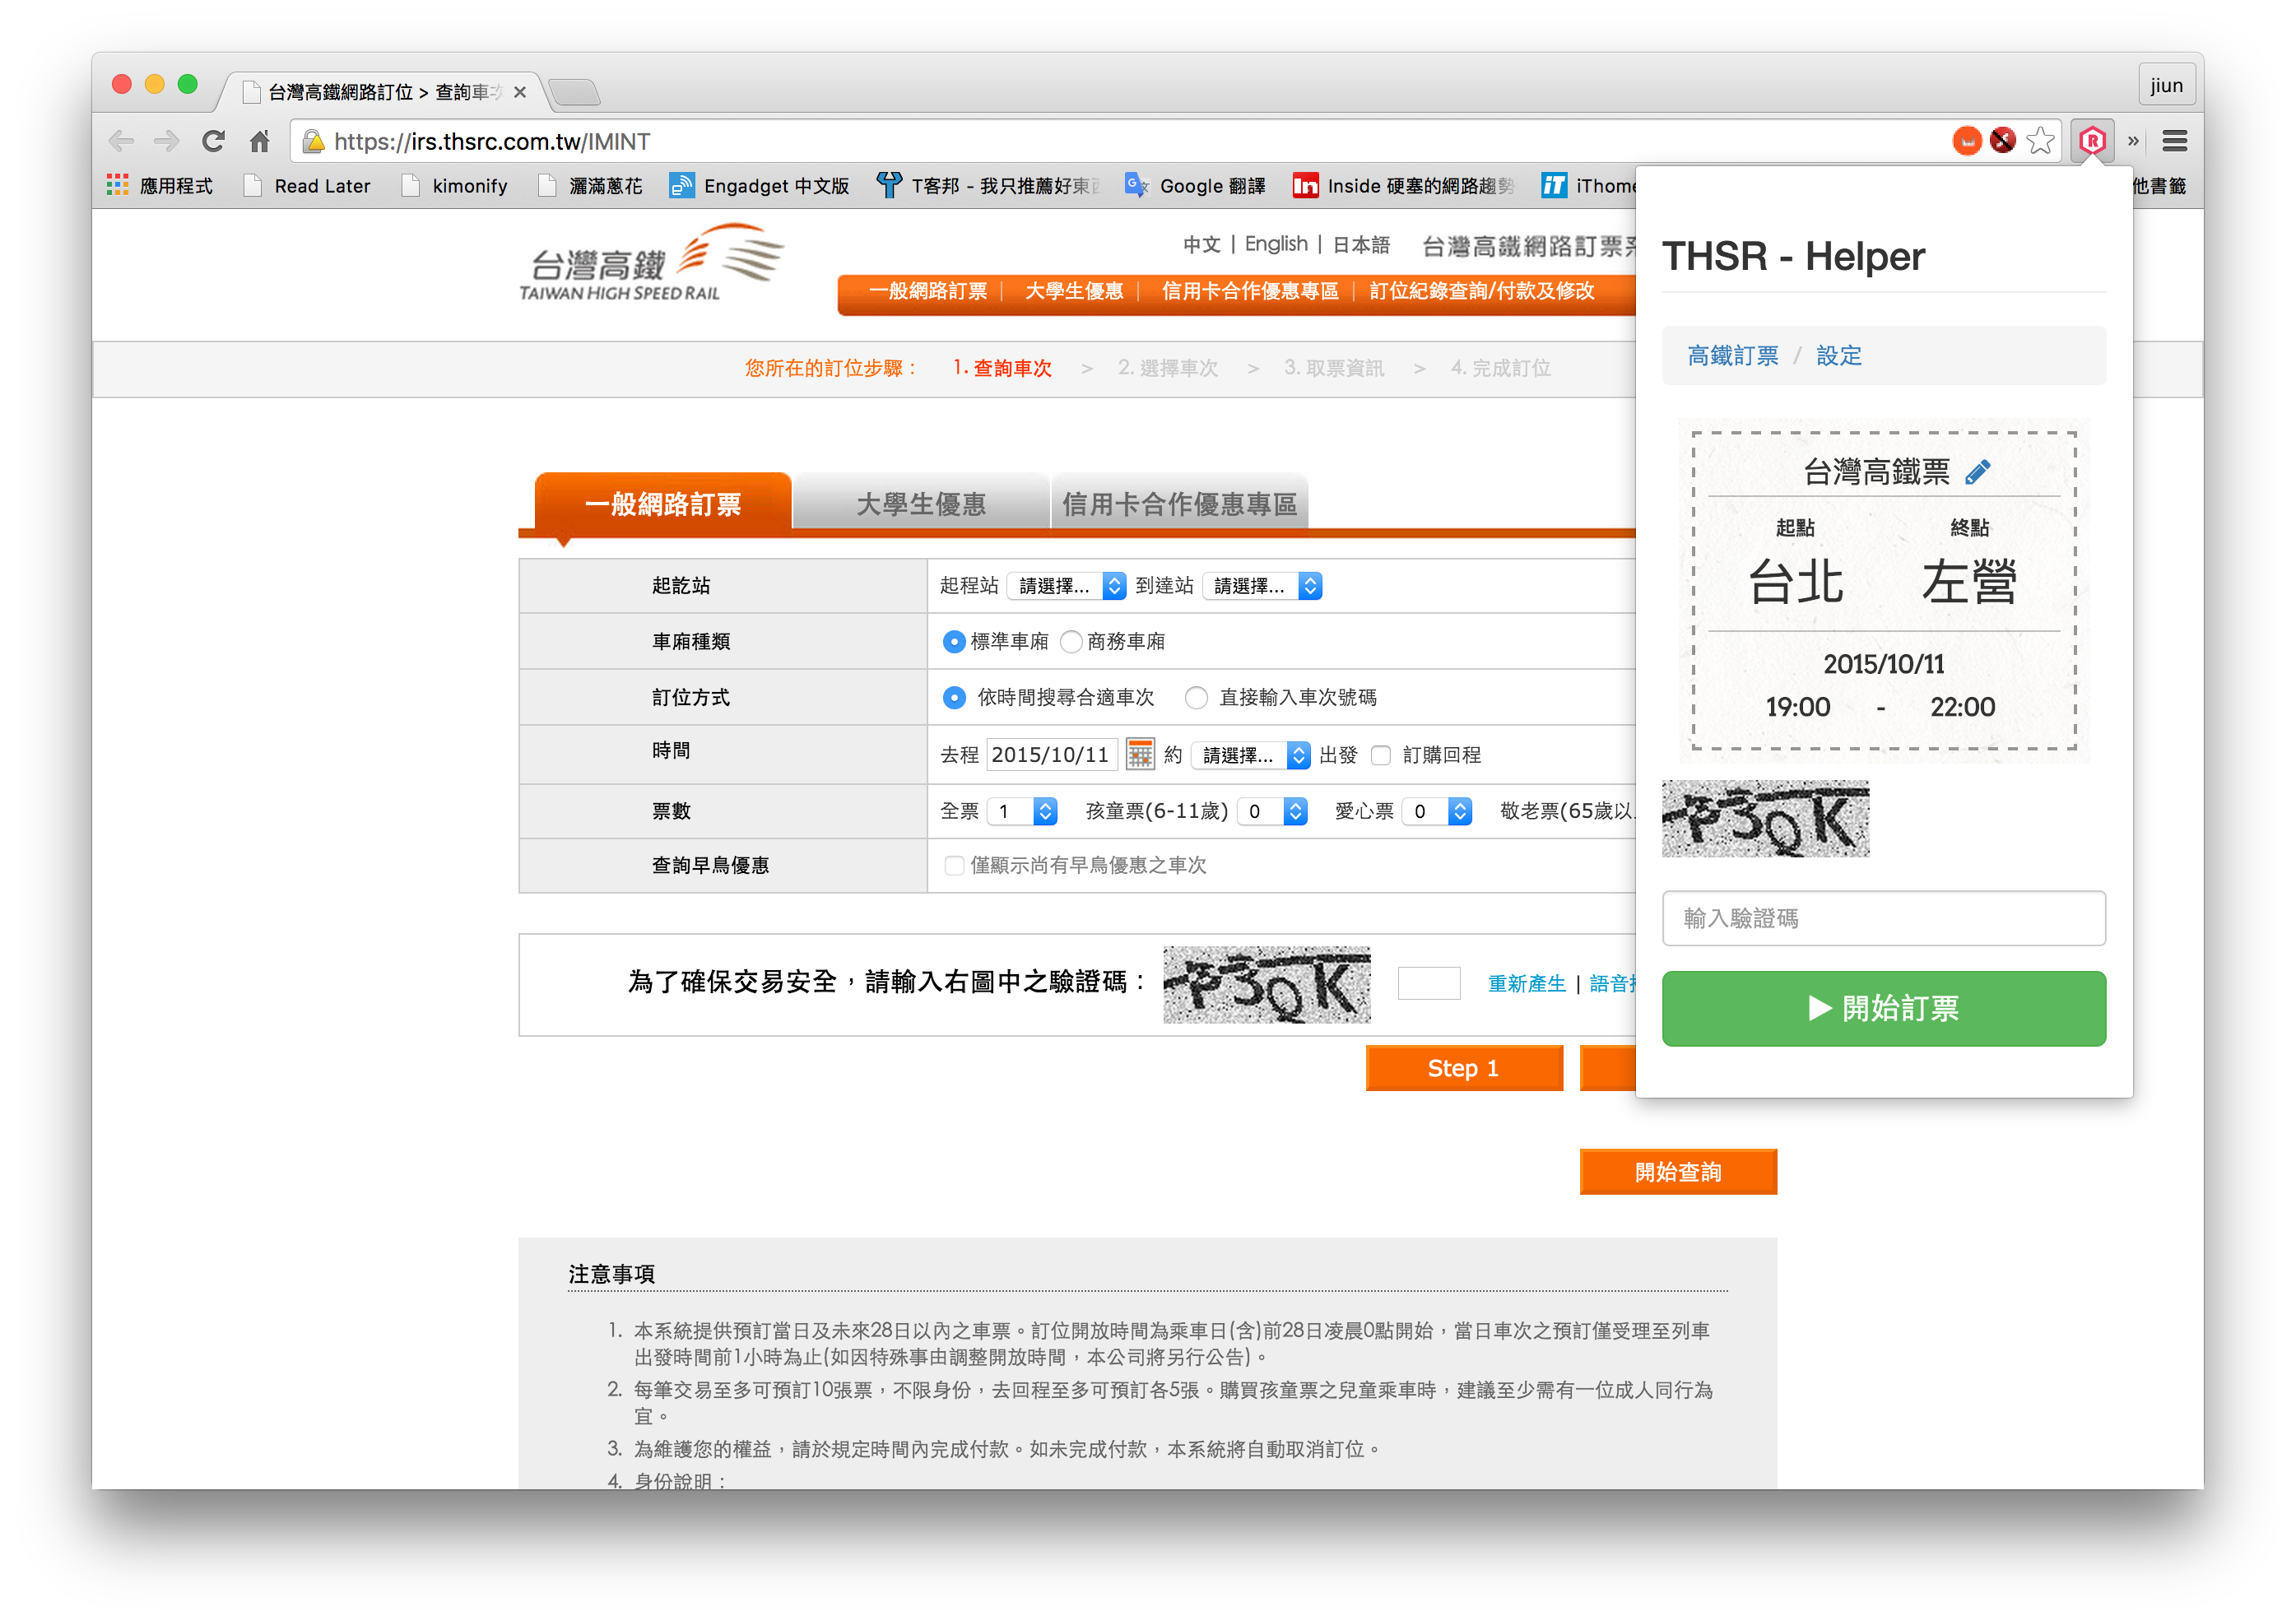 台灣高鐵網路訂位 > 查詢車次
jiun
https://irs.thsrc.com.tw/IMINT
應用程式 Read Later kimonify 灑滿蔥花 Engadget 中文版 T客邦 - 我只推薦好東西 Google 翻譯 Inside 硬塞的網路趨勢 iThome 他書籤
台灣高鐵
TAIWAN HIGH SPEED RAIL
中文 | English | 日本語 台灣高鐵網路訂票系
一般網路訂票 | 大學生優惠 | 信用卡合作優惠專區 | 訂位紀錄查詢/付款及修改
您所在的訂位步驟： 1. 查詢車次 > 2. 選擇車次 > 3. 取票資訊 > 4. 完成訂位
一般網路訂票 大學生優惠 信用卡合作優惠專區
起訖站 起程站 請選擇... 到達站 請選擇...
車廂種類 標準車廂 商務車廂
訂位方式 依時間搜尋合適車次 直接輸入車次號碼
時間 去程 2015/10/11 約 請選擇... 出發 訂購回程
票數 全票 1 孩童票(6-11歲) 0 愛心票 0 敬老票(65歲以
查詢早鳥優惠 僅顯示尚有早鳥優惠之車次
為了確保交易安全，請輸入右圖中之驗證碼： P3QK 重新產生 | 語音
Step 1
開始查詢
注意事項
1. 本系統提供預訂當日及未來28日以內之車票。訂位開放時間為乘車日(含)前28日凌晨0點開始，當日車次之預訂僅受理至列車
出發時間前1小時為止(如因特殊事由調整開放時間，本公司將另行公告)。
2. 每筆交易至多可預訂10張票，不限身份，去回程至多可預訂各5張。購買孩童票之兒童乘車時，建議至少需有一位成人同行為
宜。
3. 為維護您的權益，請於規定時間內完成付款。如未完成付款，本系統將自動取消訂位。
4. 身份說明：
THSR - Helper
高鐵訂票 / 設定
台灣高鐵票
起點 終點
台北 左營
2015/10/11
19:00 - 22:00
P3QK
輸入驗證碼
開始訂票